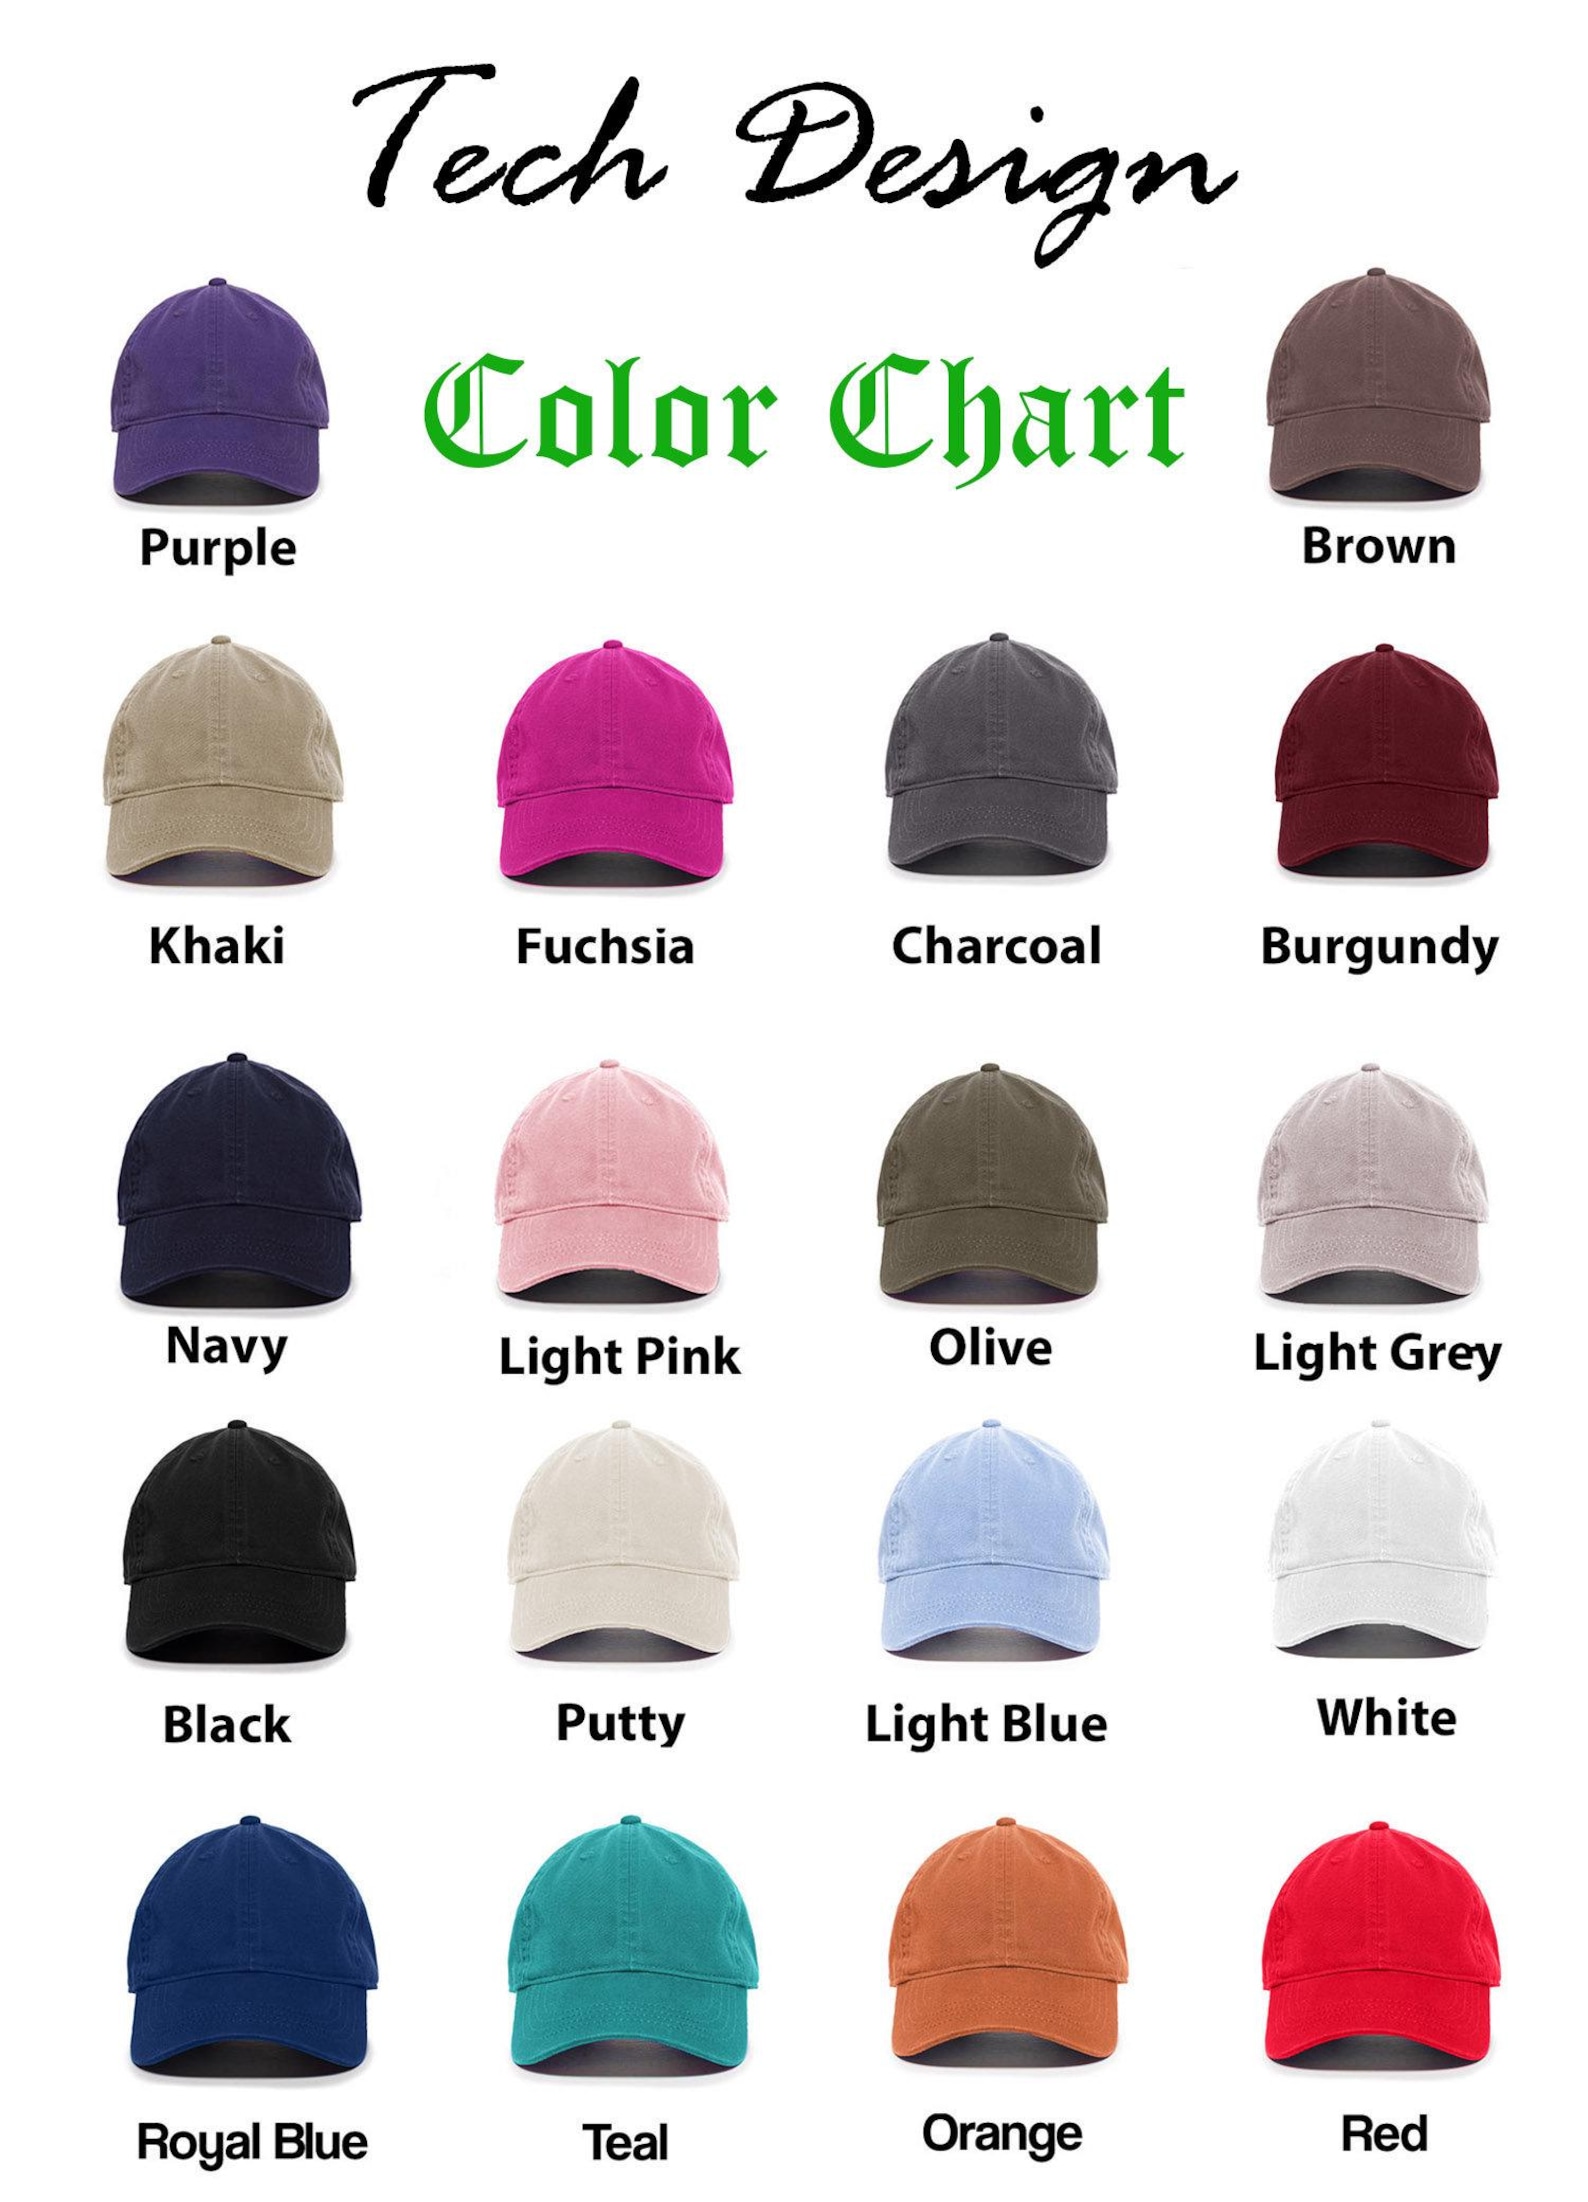 Tech Design
Color Chart
Purple
Brown
Khaki
Fuchsia
Charcoal
Burgundy
Navy
Light Pink
Olive
Light Grey
Black
Putty
Light Blue
White
Royal Blue
Teal
Orange
Red